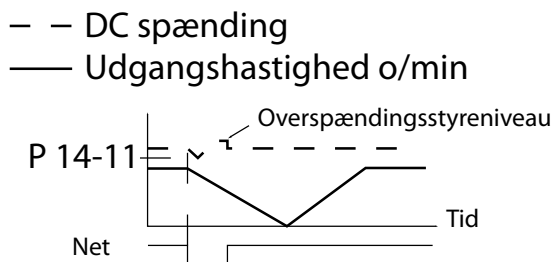 DC spænding
Udgangshastighed o/min
Overspændingsstyreniveau
P 14-11
Tid
Net